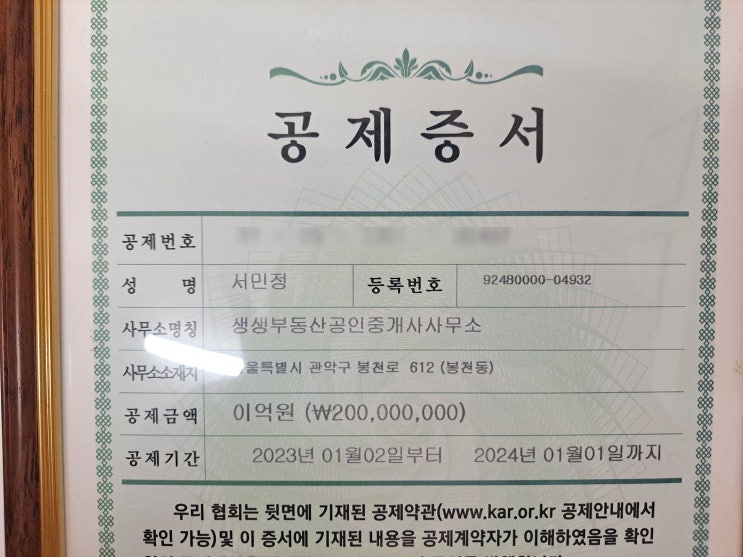 공제증서
공제번호
성 명 서민정 등록번호 92480000-04932
사무소명칭 생생부동산공인중개사사무소
사무소소재지 울특별시 관악구 봉천로 612 (봉천동)
공제금액 이억원 (₩200,000,000)
공제기간 2023년 01월02일부터 2024년 01월01일까지
우리 협회는 뒷면에 기재된 공제약관(www.kar.or.kr 공제안내에서
확인 가능)및 이 증서에 기재된 내용을 공제계약자가 이해하였음을 확인